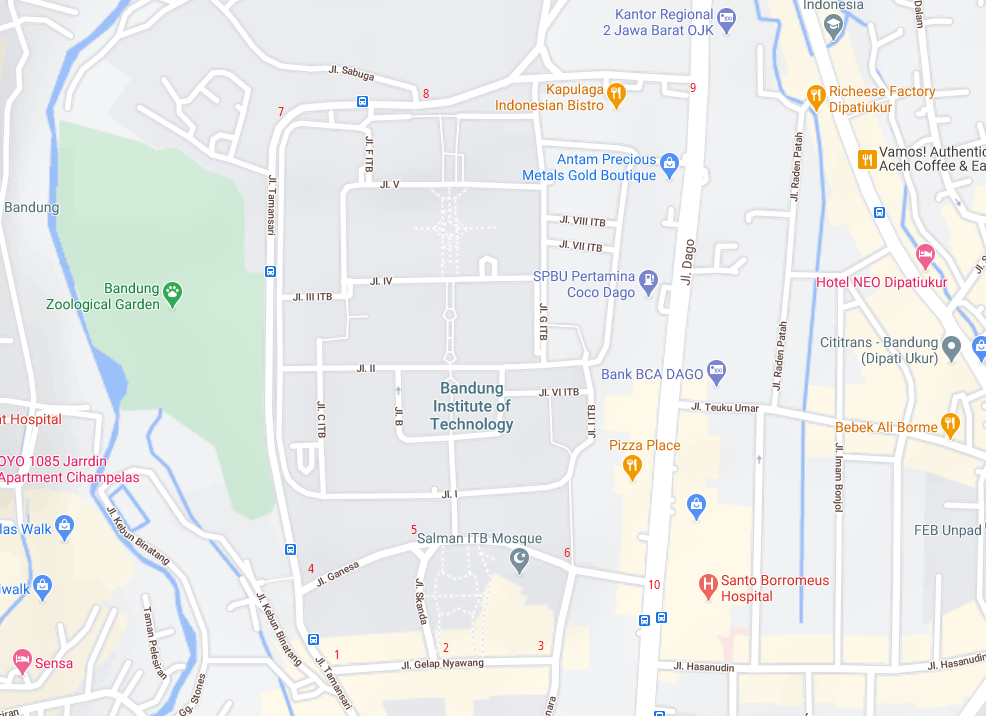 Indonesia
Kantor Regional
2 Jawa Barat OJK
Jl. Sabuga
8
7
9
Kapulaga
Indonesian Bistro
Richeese Factory
Dipatiukur
Jl. F ITB
Antam Precious
Metals Gold Boutique
Vamos! Authentic
Aceh Coffee & Ea
Jl. Raden Patah
Jl. V
Jl. Tamansari
Bandung
Jl. VIII ITB
Jl. VII ITB
Jl. Dago
Bandung
Zoological Garden
Jl. III ITB
Jl. IV
SPBU Pertamina
Coco Dago
Hotel NEO Dipatiukur
Jl. G ITB
Jl. Raden Patah
Cititrans - Bandung
(Dipati Ukur)
Jl. II
Bank BCA DAGO
Bandung
Institute of
Technology
Jl. VI ITB
Jl. C ITB
Jl. B
Jl. I ITB
Jl. Teuku Umar
Bebek Ali Borme
t Hospital
Pizza Place
OYO 1085 Jarrdin
Apartment Cihampelas
Jl. Imam Bonjol
Jl. I
Jl. Kebun Binatang
las Walk
FEB Unpad
5
Salman ITB Mosque
6
4
Jl. Ganesa
10
iwalk
Santo Borromeus
Hospital
Jl. Skanda
Jl. Kebun Binatang
Taman Pelesiran
1
2
3
Sensa
Jl. Gelap Nyawang
Jl. Hasanudin
Jl. Hasanudin
Jl. Tamansari
Gg. Stones
nara